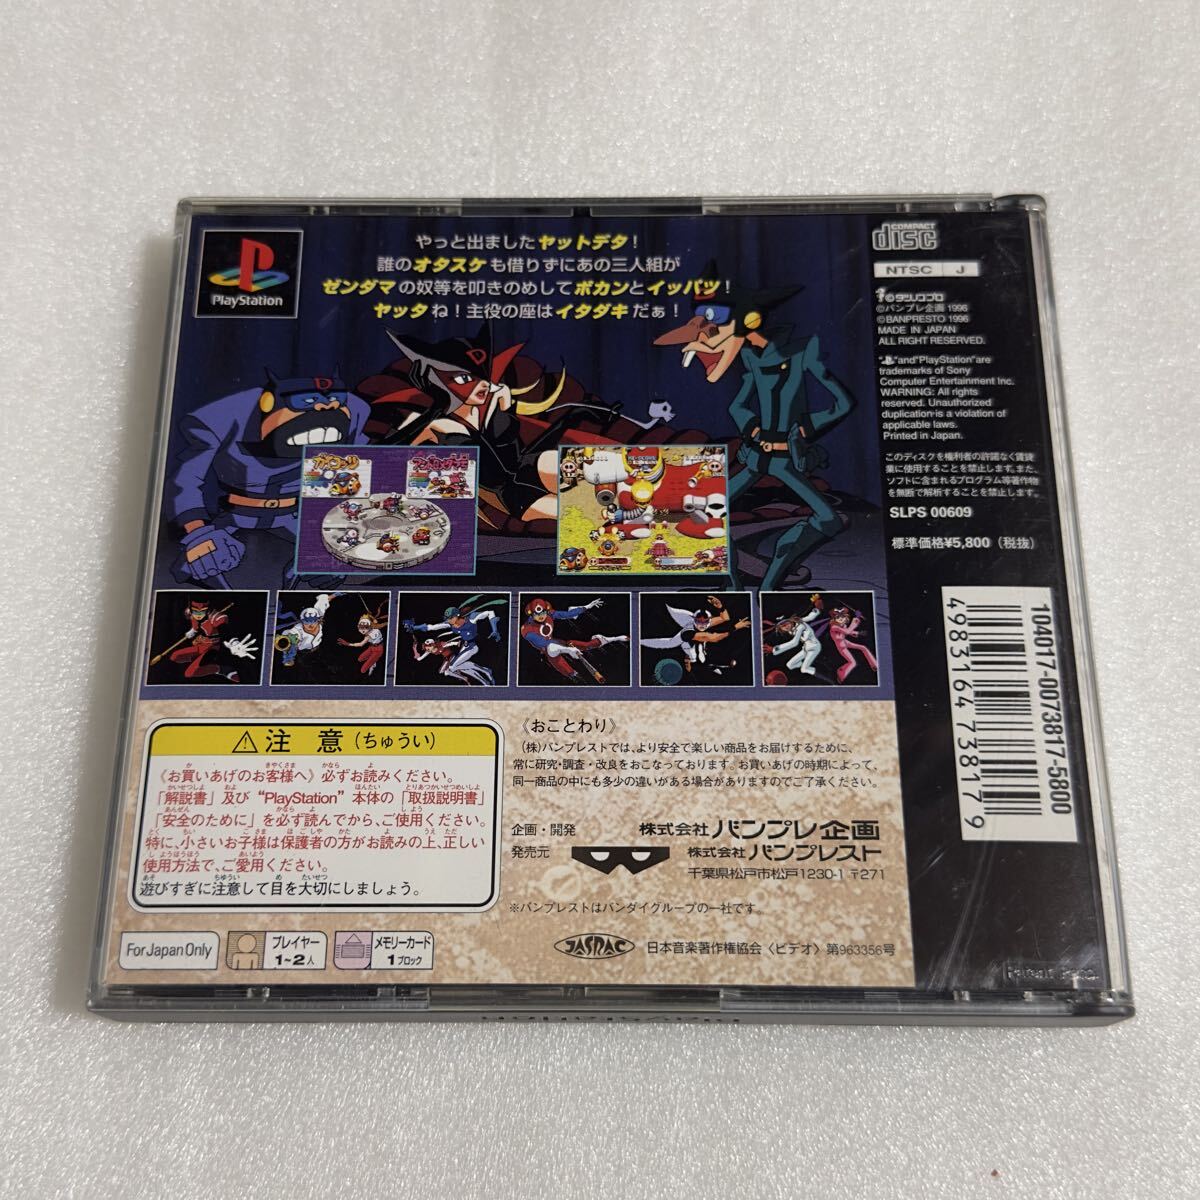 PlayStation
やっと出ましたヤットデタ！
誰のオタスケも借りずにあの三人組が
ゼンダマの奴等を叩きのめしてボカンとイッパツ！
ヤッタね！主役の座はイタダキだぁ！
COMPACT
disc
NTSC J
©タツノコプロ
©バンプレ企画 1996
©BANPRESTO 1996
MADE IN JAPAN
ALL RIGHT RESERVED.
"PS"and"PlayStation"are
trademarks of Sony
Computer Entertainment Inc.
WARNING: All rights
reserved. Unauthorized
duplication is a violation of
applicable laws.
Printed in Japan.
このディスクを権利者の許諾なく賃貸
業に使用することを禁止します。また、
ソフトに含まれるプログラム等著作物
を無断で解析することを禁止します。
SLPS 00609
標準価格¥5,800（税抜）
104017-0073817-5800
4983164738179
D
D
注 意（ちゅうい）
《お買いあげのお客様へ》必ずお読みください。
「解説書」及び“PlayStation”本体の「取扱説明書」
「安全のために」を必ず読んでから、ご使用ください。
特に、小さいお子様は保護者の方がお読みの上、正しい
使用方法で、ご愛用ください。
遊びすぎに注意して目を大切にしましょう。
《おことわり》
（株）バンプレストでは、より安全で楽しい商品をお届けするために、
常に研究・調査・改良をおこなっております。お買いあげの時期によって、
同一商品の中にも多少の違いがある場合がありますのでご了承ください。
企画・開発 株式会社バンプレ企画
発売元 株式会社バンプレスト
千葉県松戸市松戸1230-1 〒271
※バンプレストはバンダイグループの一社です。
For Japan Only
プレイヤー
1~2人
メモリーカード
1ブロック
JASRAC
日本音楽著作権協会〈ビデオ〉第963356号
PlayStation